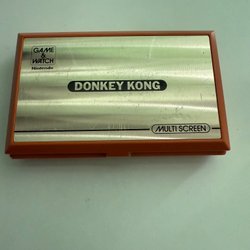 GAME
&
WATCH
Nintendo
DONKEY KONG
MULTI SCREEN